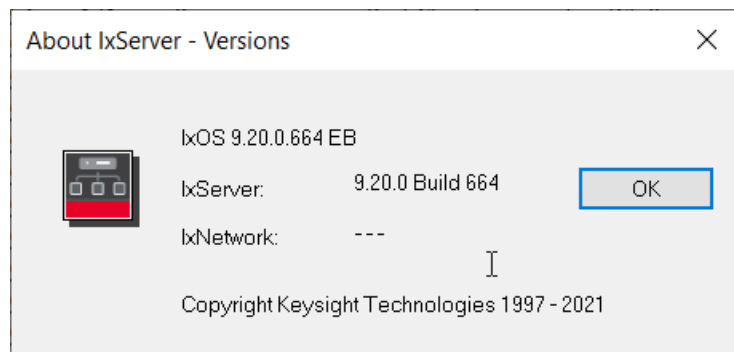 About IxServer - Versions
IxOS 9.20.0.664 EB
IxServer: 9.20.0 Build 664
OK
IxNetwork: ---
Copyright Keysight Technologies 1997 - 2021